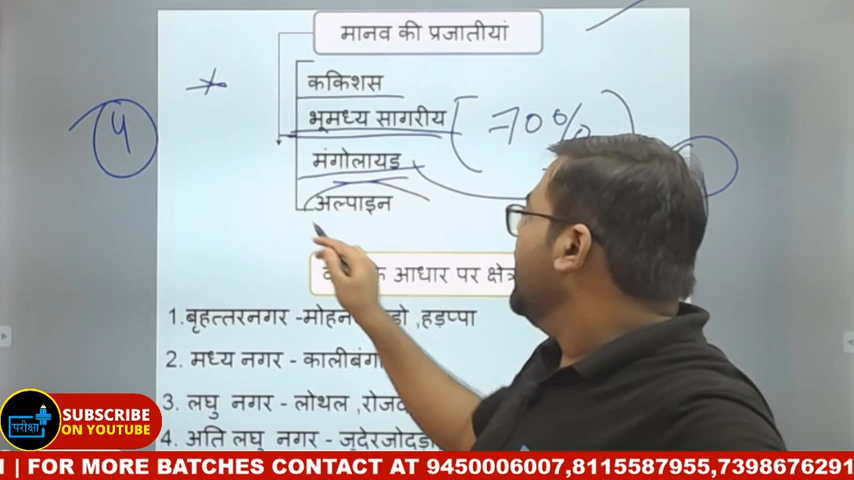 मानव की प्रजातीयां
ककिशस
भूमध्य सागरीय
=70%
मंगोलायड
अल्पाइन
4
के आधार पर क्षेत्र
1.बृहत्तरनगर -मोहन ,हड़प्पा
2. मध्य नगर - कालीबंगा
3. लघु नगर - लोथल ,रोजद
4. अति लघु नगर - जुदेरजोदड़ो
परीक्षा
SUBSCRIBE
ON YOUTUBE
| FOR MORE BATCHES CONTACT AT 9450006007,8115587955,7398676291